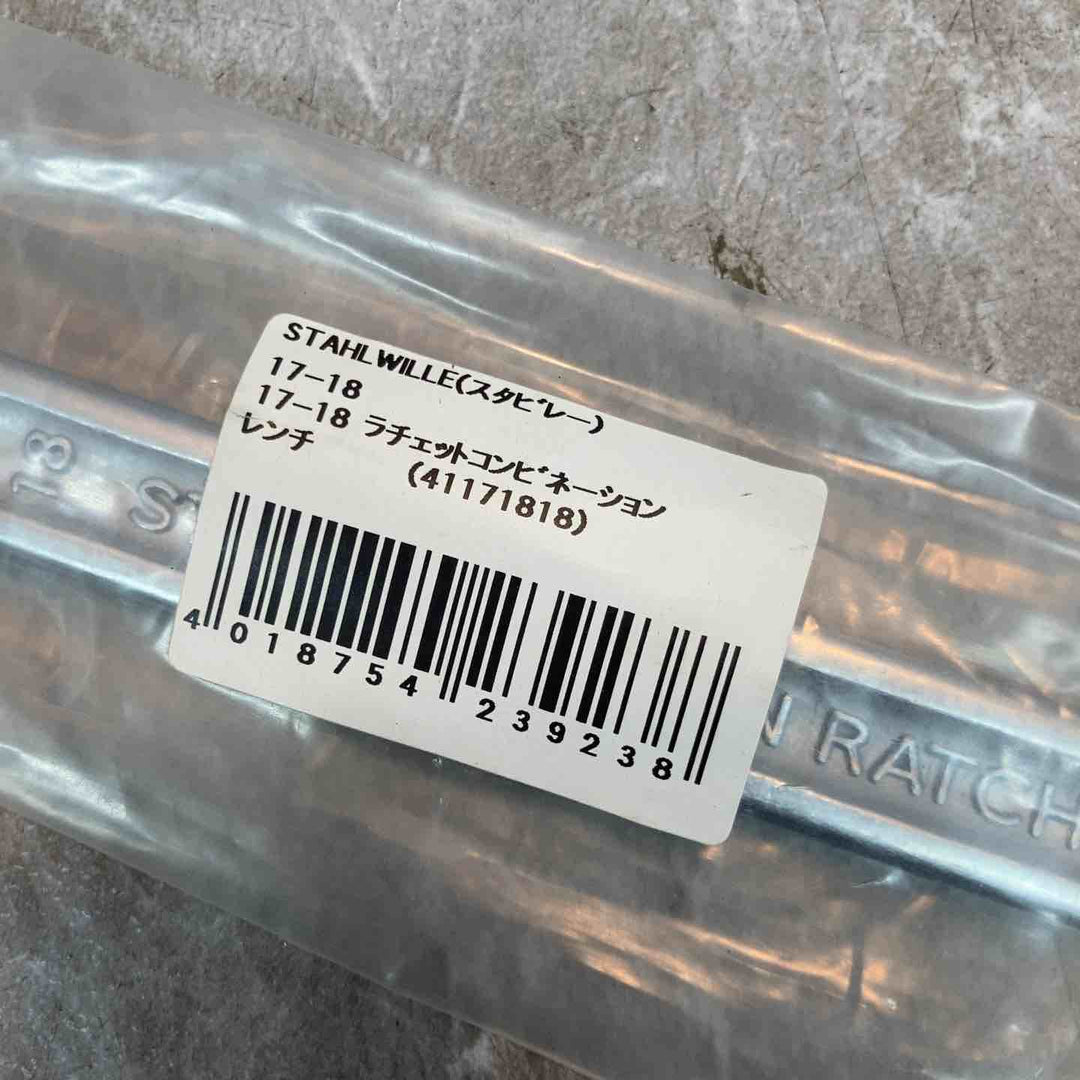 STAHLWILLE(スタビレー)
17-18
17-18 ラチェットコンビネーション
レンチ (41171818)
4 018754 239238
18
RATCH